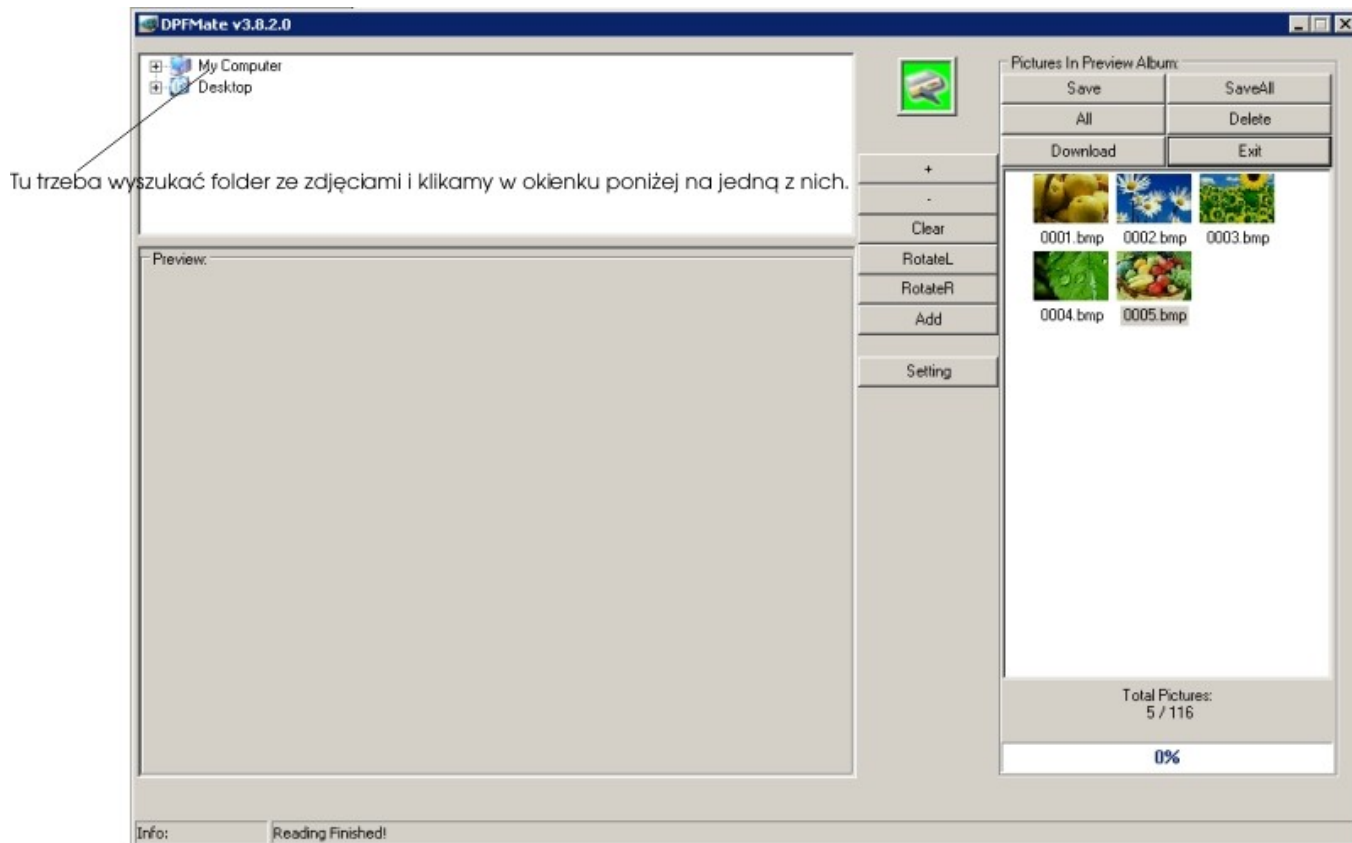 DPFMate v3.8.2.0
My Computer
Desktop
Tu trzeba wyszukać folder ze zdjęciami i klikamy w okienku poniżej na jedną z nich.
Preview:
+
-
Clear
RotateL
RotateR
Add
Setting
Pictures In Preview Album:
Save SaveAll
All Delete
Download Exit
0001.bmp 0002.bmp 0003.bmp
0004.bmp 0005.bmp
Total Pictures:
5 / 116
0%
Info: Reading Finished!